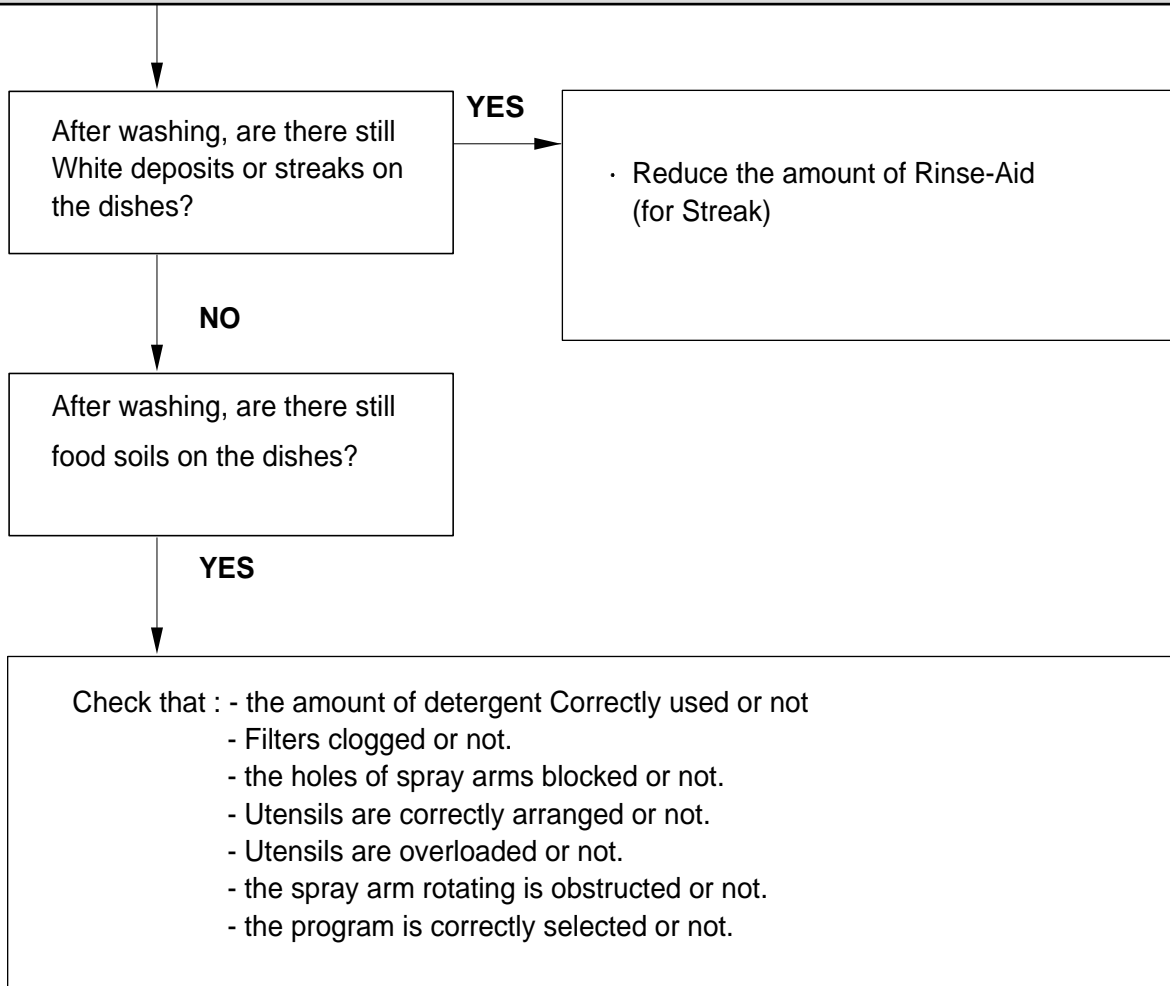 After washing, are there still
White deposits or streaks on
the dishes?
YES
· Reduce the amount of Rinse-Aid
(for Streak)
NO
After washing, are there still
food soils on the dishes?
YES
Check that : - the amount of detergent Correctly used or not
- Filters clogged or not.
- the holes of spray arms blocked or not.
- Utensils are correctly arranged or not.
- Utensils are overloaded or not.
- the spray arm rotating is obstructed or not.
- the program is correctly selected or not.